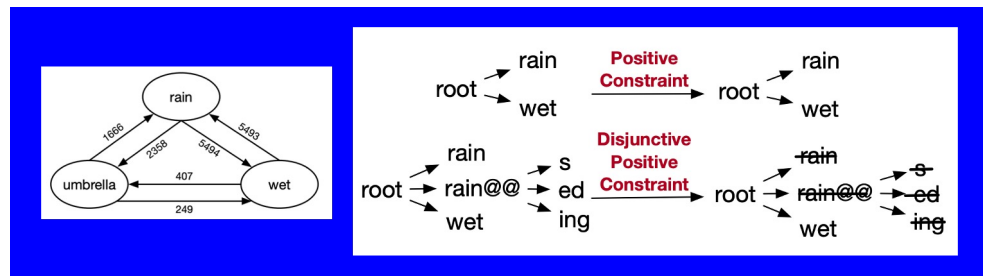 rain
1666
2358
5494
5493
umbrella
407
wet
249
root
rain
wet
Positive
Constraint
root
rain
wet
root
rain
rain@@
wet
s
ed
ing
Disjunctive
Positive
Constraint
root
rain
rain@@
wet
s
ed
ing